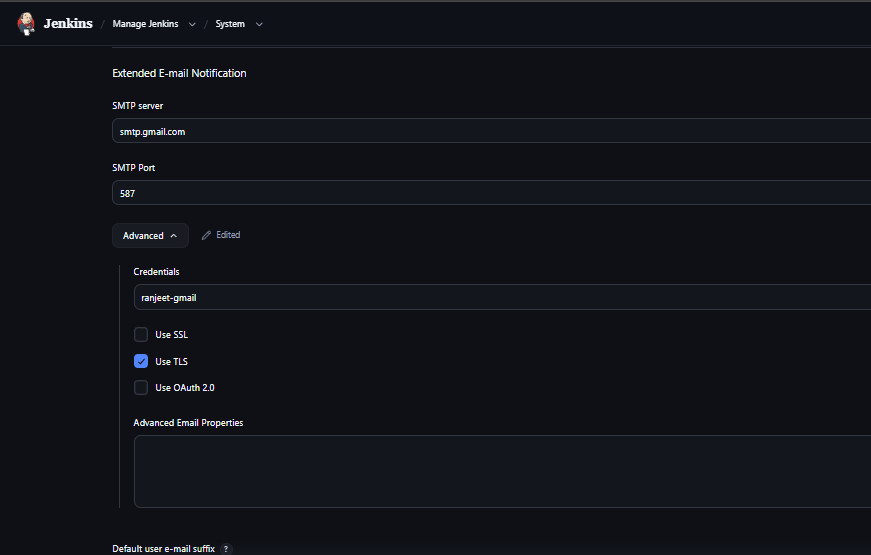 Jenkins / Manage Jenkins / System
Extended E-mail Notification
SMTP server
smtp.gmail.com
SMTP Port
587
Advanced Edited
Credentials
ranjeet-gmail
Use SSL
Use TLS
Use OAuth 2.0
Advanced Email Properties
Default user e-mail suffix ?